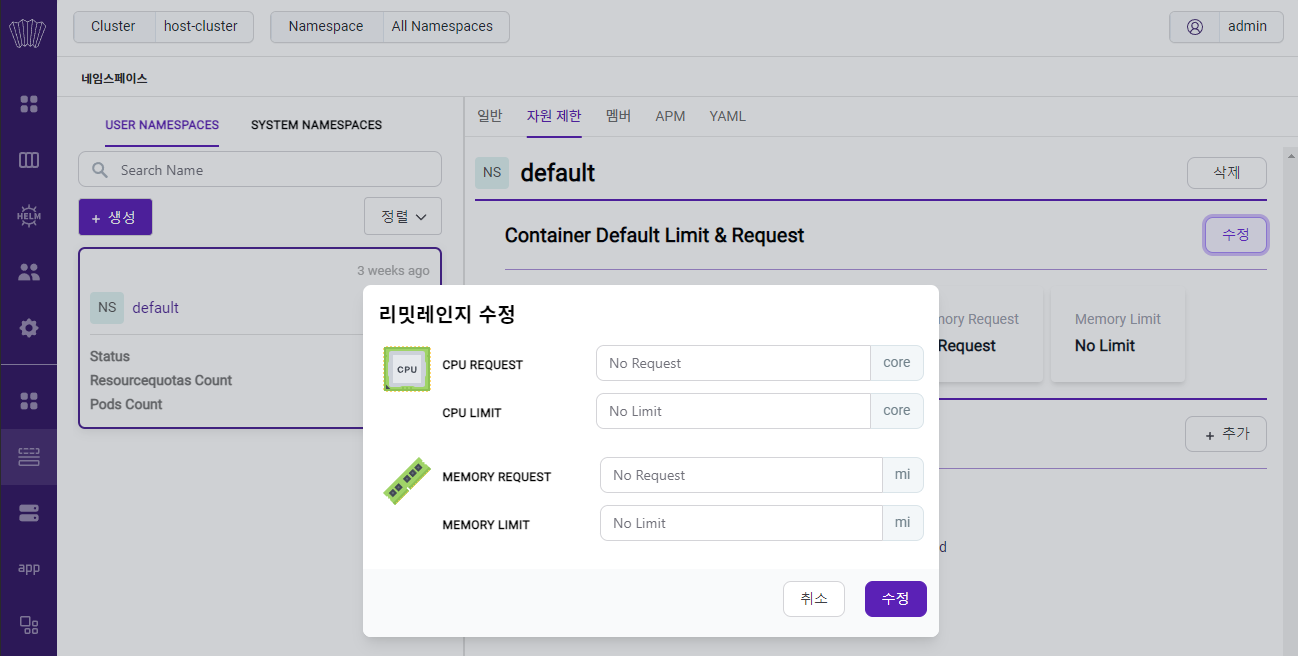 Cluster host-cluster Namespace All Namespaces admin
네임스페이스
HELM
app
USER NAMESPACES SYSTEM NAMESPACES
Search Name
+ 생성 정렬
3 weeks ago
NS default
Status
Resourcequotas Count
Pods Count
일반 자원 제한 멤버 APM YAML
NS default 삭제
Container Default Limit & Request 수정
Request Memory Limit
Request No Limit
+ 추가
리밋레인지 수정
CPU
CPU REQUEST No Request core
CPU LIMIT No Limit core
MEMORY REQUEST No Request mi
MEMORY LIMIT No Limit mi
취소 수정